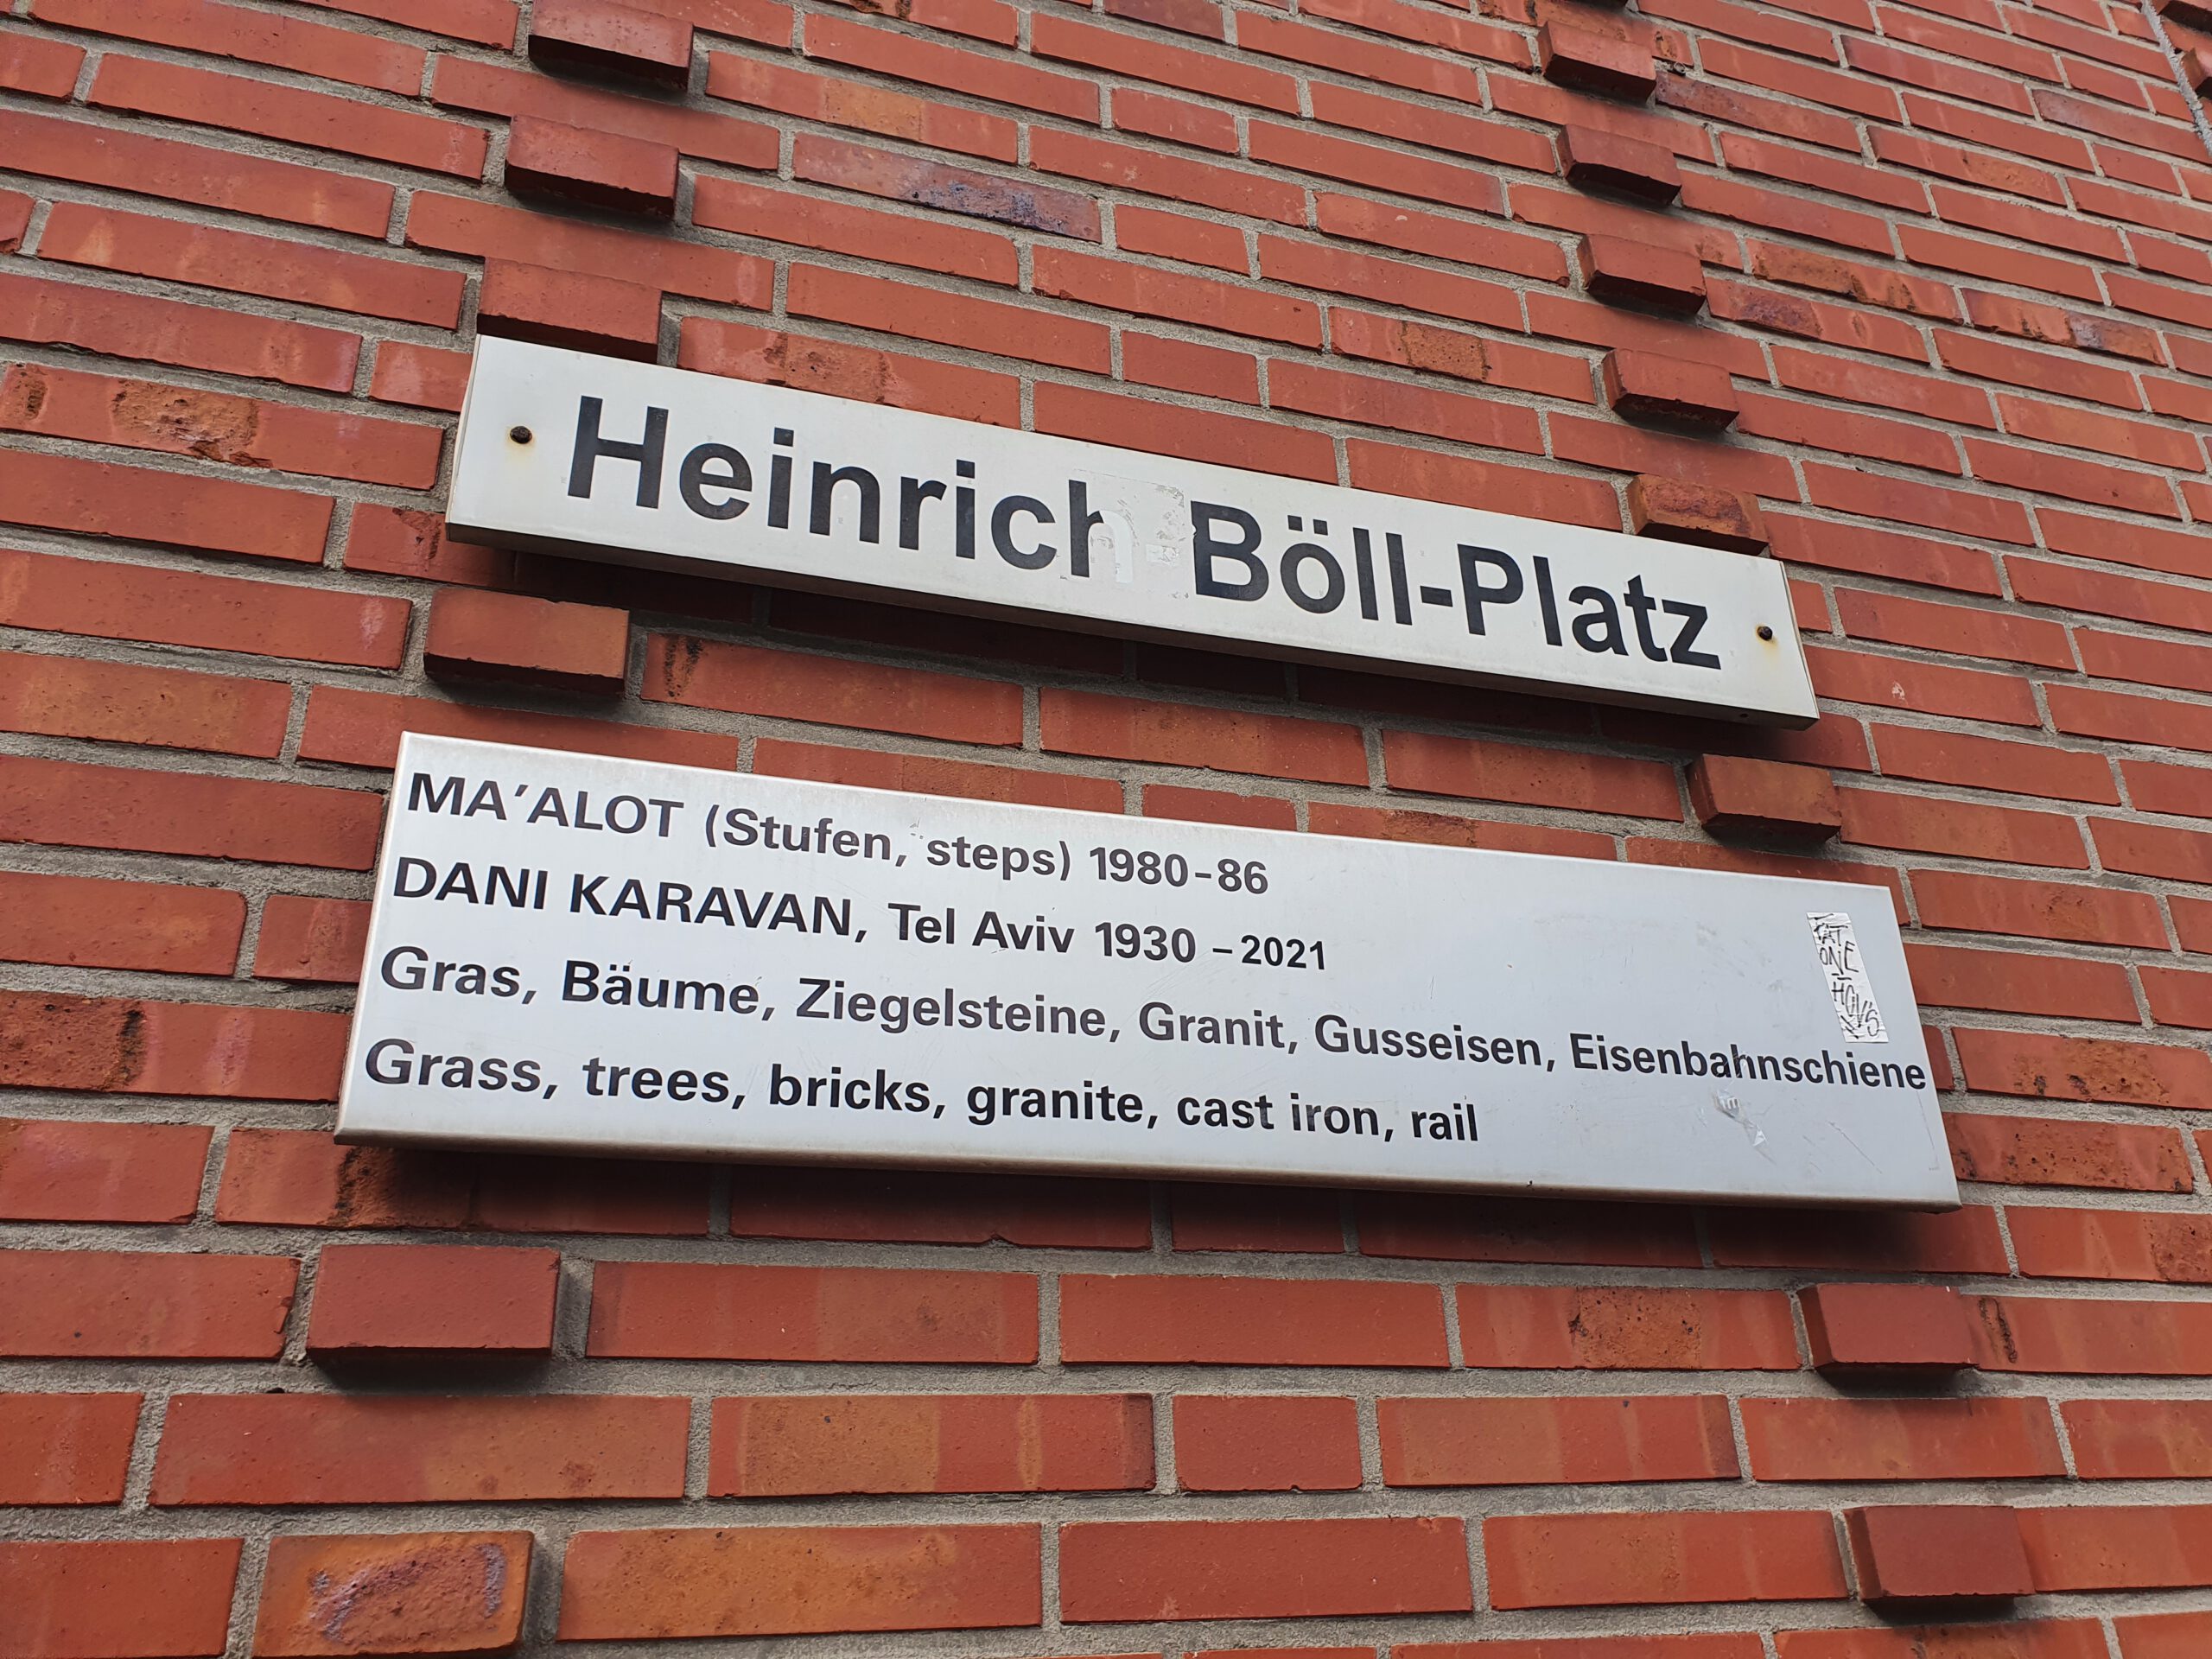 Heinrich-Böll-Platz
MA'ALOT (Stufen, steps) 1980-86
DANI KARAVAN, Tel Aviv 1930 – 2021
Gras, Bäume, Ziegelsteine, Granit, Gusseisen, Eisenbahnschiene
Grass, trees, bricks, granite, cast iron, rail